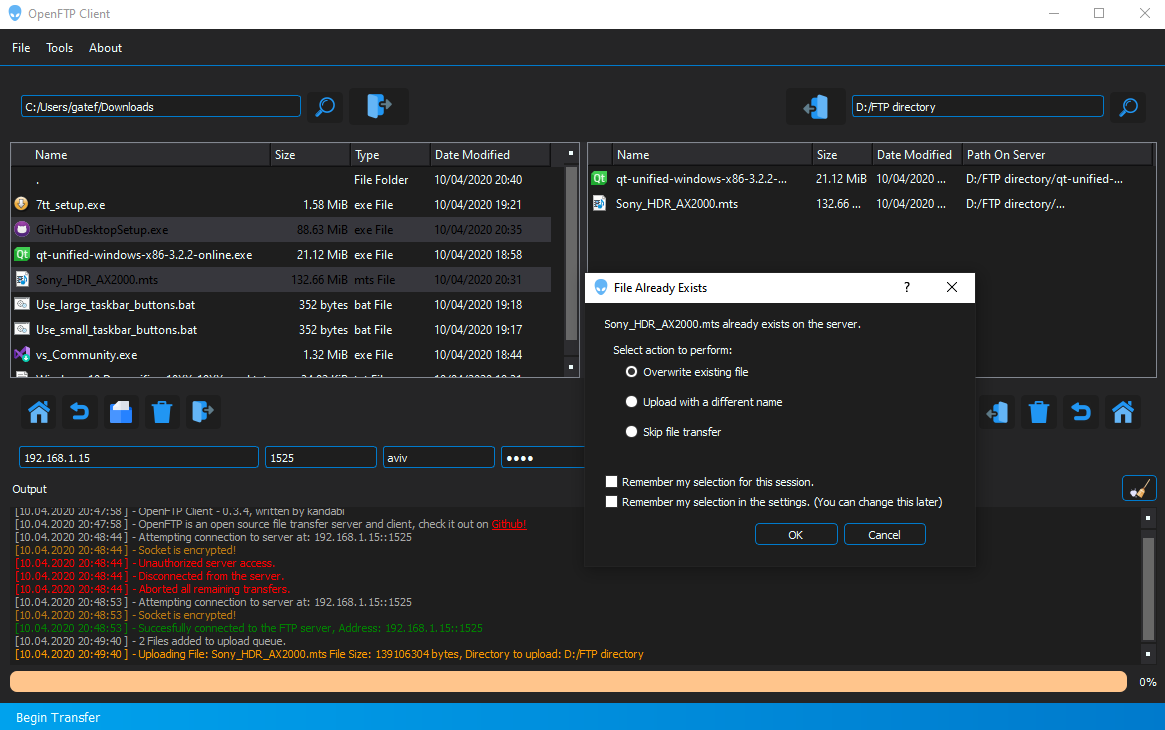 OpenFTP Client
File Tools About
C:/Users/gatef/Downloads
D:/FTP directory
Name Size Type Date Modified
. File Folder 10/04/2020 20:40
7tt_setup.exe 1.58 MiB exe File 10/04/2020 19:21
GitHubDesktopSetup.exe 88.63 MiB exe File 10/04/2020 20:35
qt-unified-windows-x86-3.2.2-online.exe 21.12 MiB exe File 10/04/2020 18:58
Sony_HDR_AX2000.mts 132.66 MiB mts File 10/04/2020 20:31
Use_large_taskbar_buttons.bat 352 bytes bat File 10/04/2020 19:18
Use_small_taskbar_buttons.bat 352 bytes bat File 10/04/2020 19:17
vs_Community.exe 1.32 MiB exe File 10/04/2020 18:44
Name Size Date Modified Path On Server
qt-unified-windows-x86-3.2.2-... 21.12 MiB 10/04/2020 ... D:/FTP directory/qt-unified-...
Sony_HDR_AX2000.mts 132.66 ... 10/04/2020 ... D:/FTP directory/...
File Already Exists ?
Sony_HDR_AX2000.mts already exists on the server.
Select action to perform:
Overwrite existing file
Upload with a different name
Skip file transfer
Remember my selection for this session.
Remember my selection in the settings. (You can change this later)
OK Cancel
192.168.1.15 1525 aviv ••••
Output
[10.04.2020 20:47:58 ] - OpenFTP Client - 0.3.4, written by kandabi
[10.04.2020 20:47:58 ] - OpenFTP is an open source file transfer server and client, check it out on Github!
[10.04.2020 20:48:44 ] - Attempting connection to server at: 192.168.1.15::1525
[10.04.2020 20:48:44 ] - Socket is encrypted!
[10.04.2020 20:48:44 ] - Unauthorized server access.
[10.04.2020 20:48:44 ] - Disconnected from the server.
[10.04.2020 20:48:44 ] - Aborted all remaining transfers.
[10.04.2020 20:48:53 ] - Attempting connection to server at: 192.168.1.15::1525
[10.04.2020 20:48:53 ] - Socket is encrypted!
[10.04.2020 20:48:53 ] - Succesfully connected to the FTP server, Address: 192.168.1.15::1525
[10.04.2020 20:49:40 ] - 2 Files added to upload queue.
[10.04.2020 20:49:40 ] - Uploading File: Sony_HDR_AX2000.mts File Size: 139106304 bytes, Directory to upload: D:/FTP directory
0%
Begin Transfer